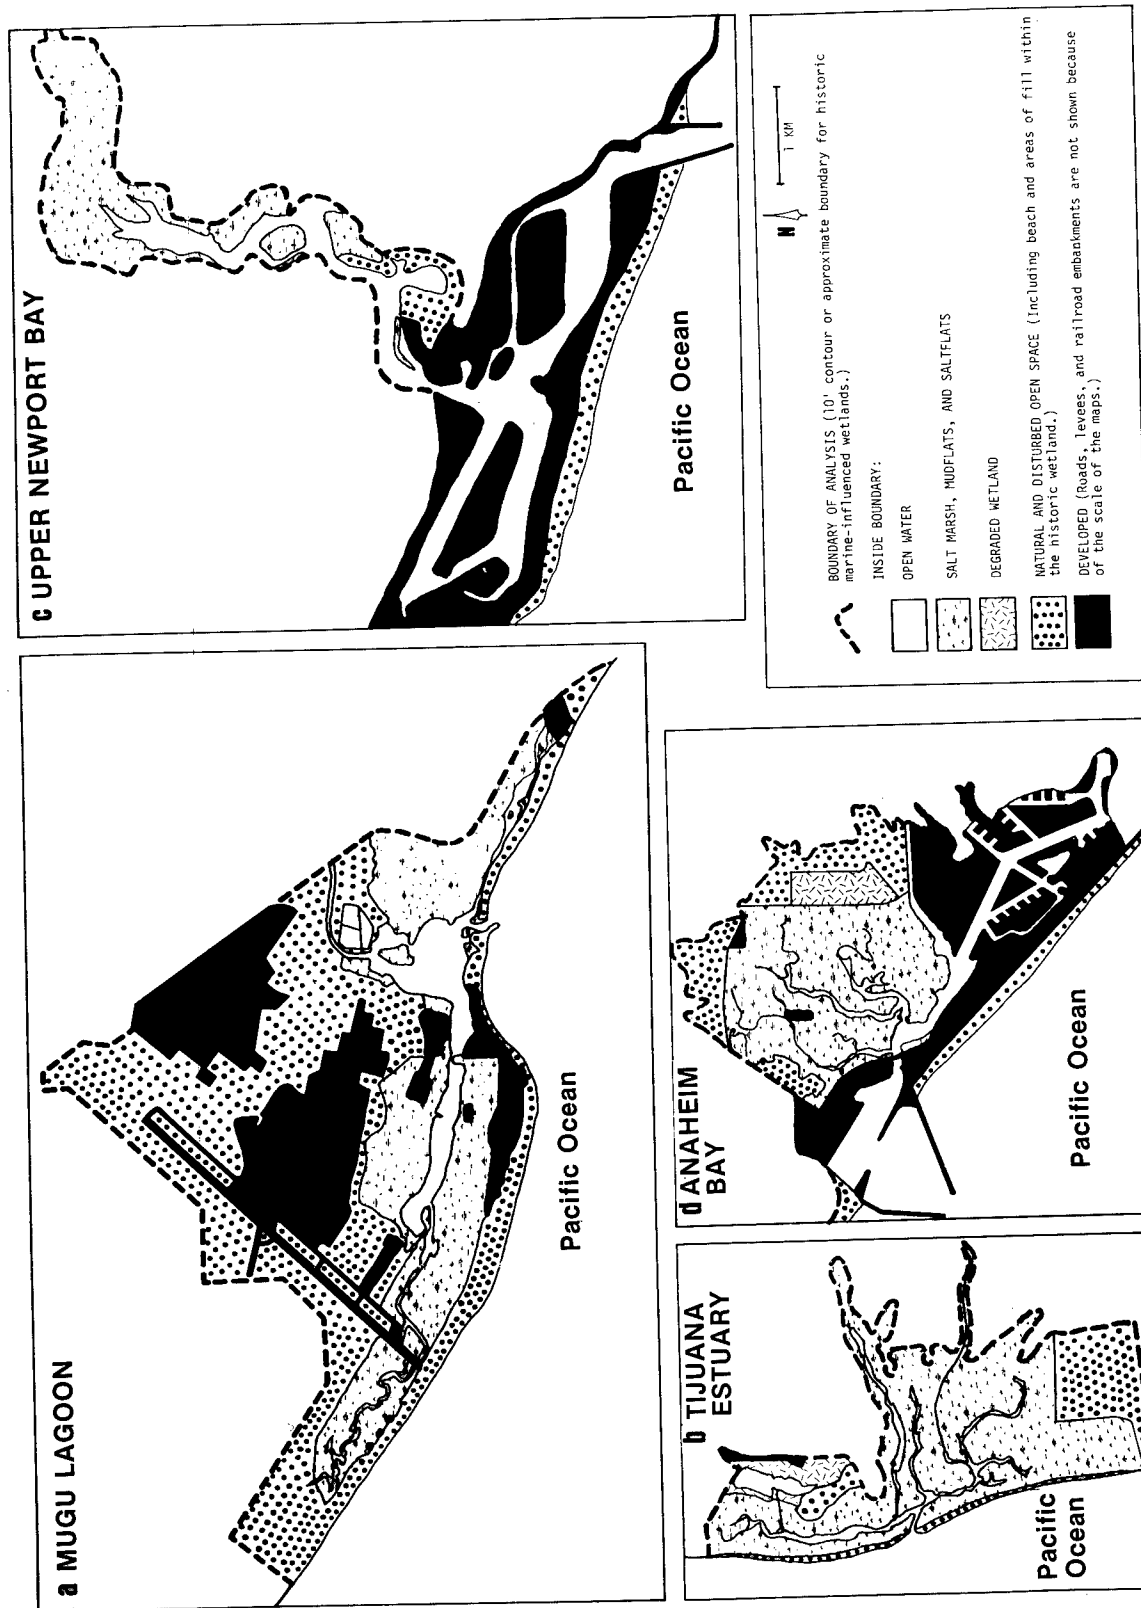 a MUGU LAGOON
Pacific Ocean
c UPPER NEWPORT BAY
Pacific Ocean
b TIJUANA
ESTUARY
Pacific
Ocean
d ANAHEIM
BAY
Pacific Ocean
N
1 KM
BOUNDARY OF ANALYSIS (10' contour or approximate boundary for historic
marine-influenced wetlands.)
INSIDE BOUNDARY:
OPEN WATER
SALT MARSH, MUDFLATS, AND SALTFLATS
DEGRADED WETLAND
NATURAL AND DISTURBED OPEN SPACE (Including beach and areas of fill within
the historic wetland.)
DEVELOPED (Roads, levees, and railroad embankments are not shown because
of the scale of the maps.)